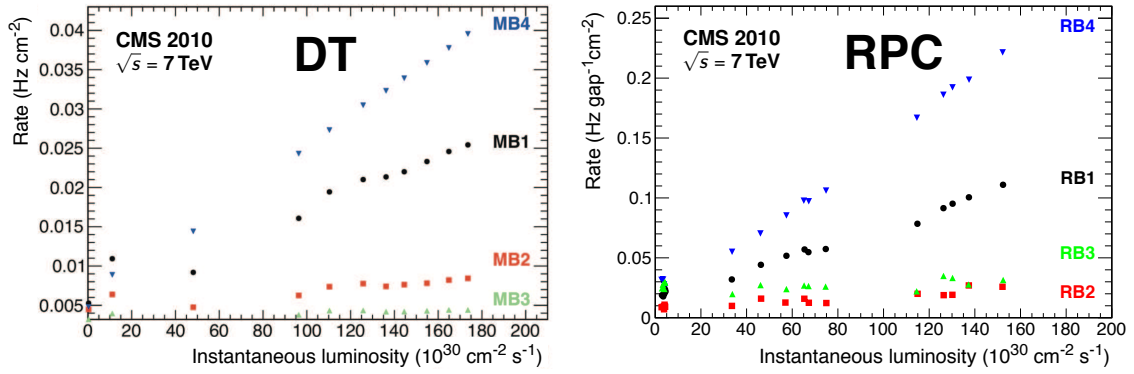 Rate (Hz cm⁻²)
0.04
0.035
0.03
0.025
0.02
0.015
0.01
0.005
CMS 2010
√s = 7 TeV
DT
MB4
MB1
MB2
MB3
0 20 40 60 80 100 120 140 160 180 200
Instantaneous luminosity (10³⁰ cm⁻² s⁻¹)
Rate (Hz gap⁻¹cm⁻²)
0.25
0.2
0.15
0.1
0.05
0
CMS 2010
√s = 7 TeV
RPC
RB4
RB1
RB3
RB2
0 20 40 60 80 100 120 140 160 180 200
Instantaneous luminosity (10³⁰ cm⁻² s⁻¹)